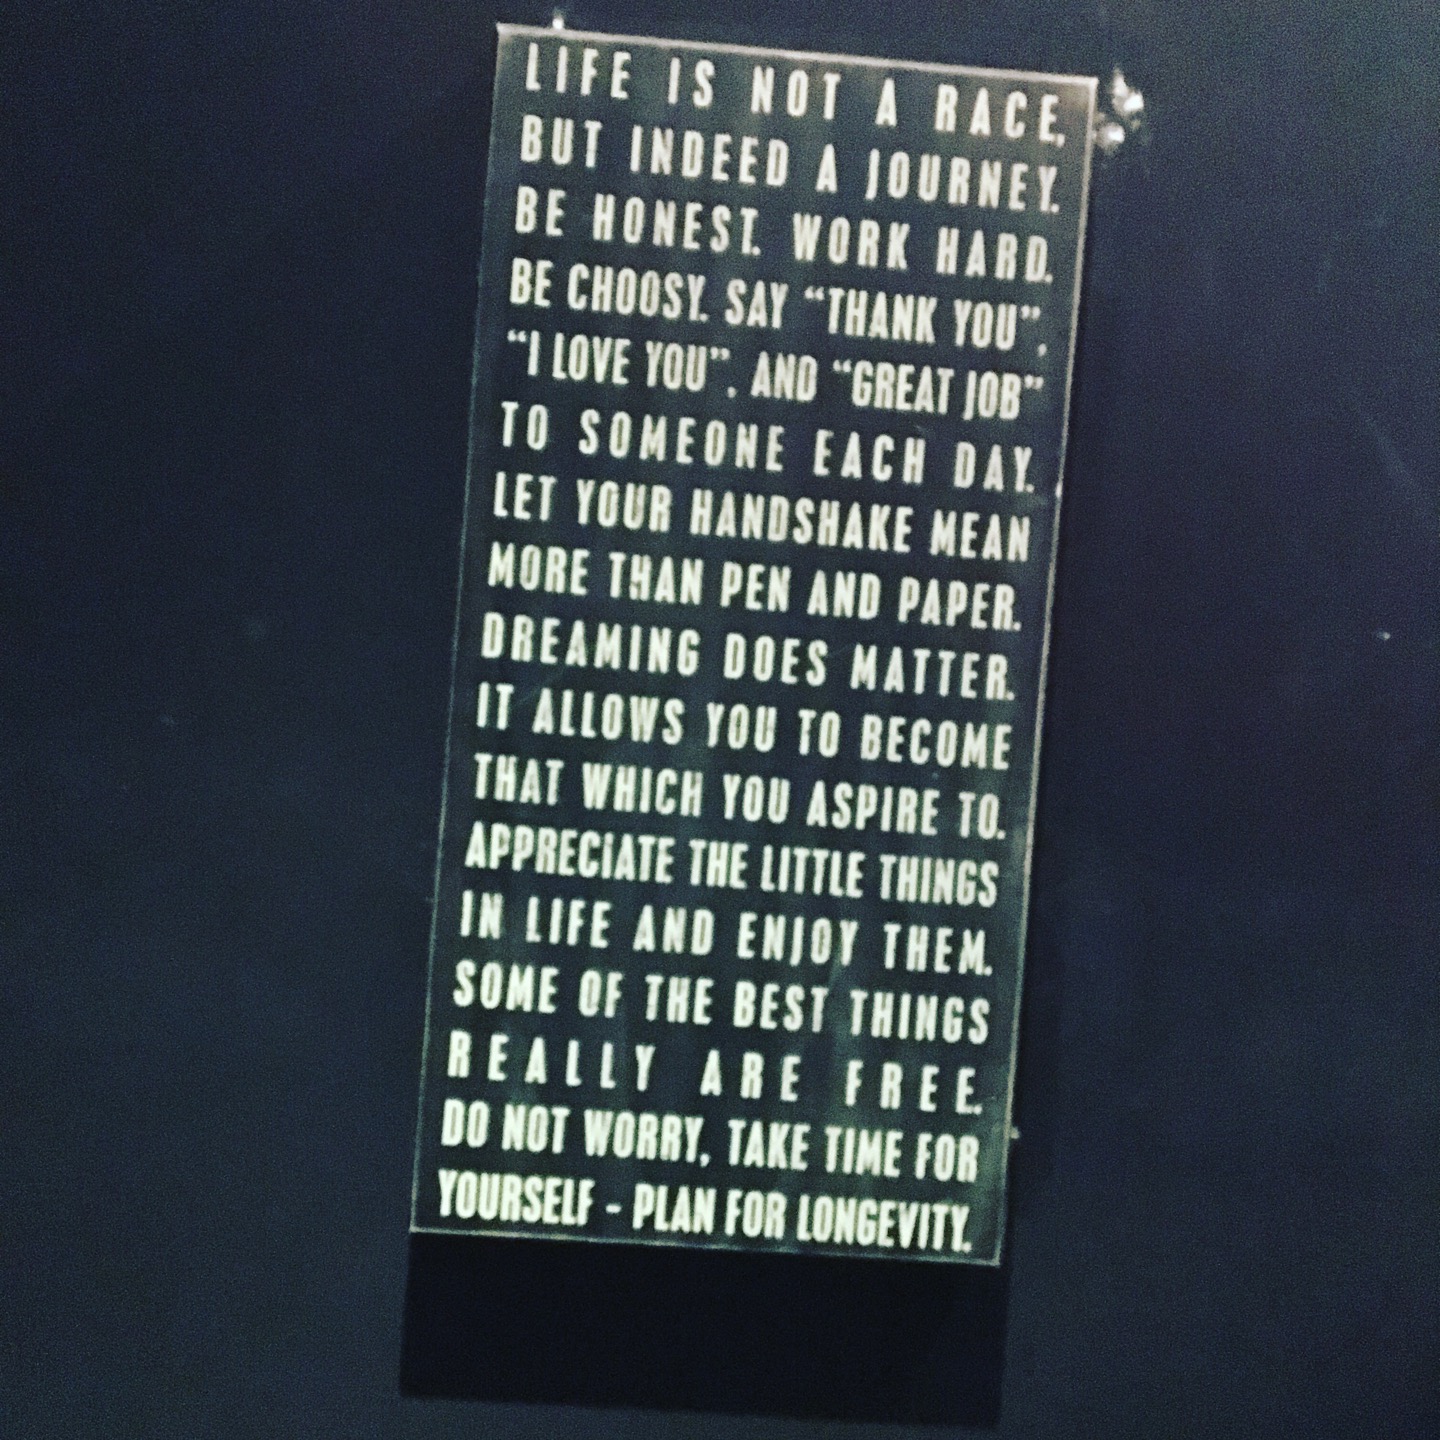 LIFE IS NOT A RACE,
BUT INDEED A JOURNEY.
BE HONEST. WORK HARD.
BE CHOOSY. SAY “THANK YOU”,
“I LOVE YOU”, AND “GREAT JOB”
TO SOMEONE EACH DAY.
LET YOUR HANDSHAKE MEAN
MORE THAN PEN AND PAPER.
DREAMING DOES MATTER.
IT ALLOWS YOU TO BECOME
THAT WHICH YOU ASPIRE TO.
APPRECIATE THE LITTLE THINGS
IN LIFE AND ENJOY THEM.
SOME OF THE BEST THINGS
REALLY ARE FREE.
DO NOT WORRY, TAKE TIME FOR
YOURSELF - PLAN FOR LONGEVITY.